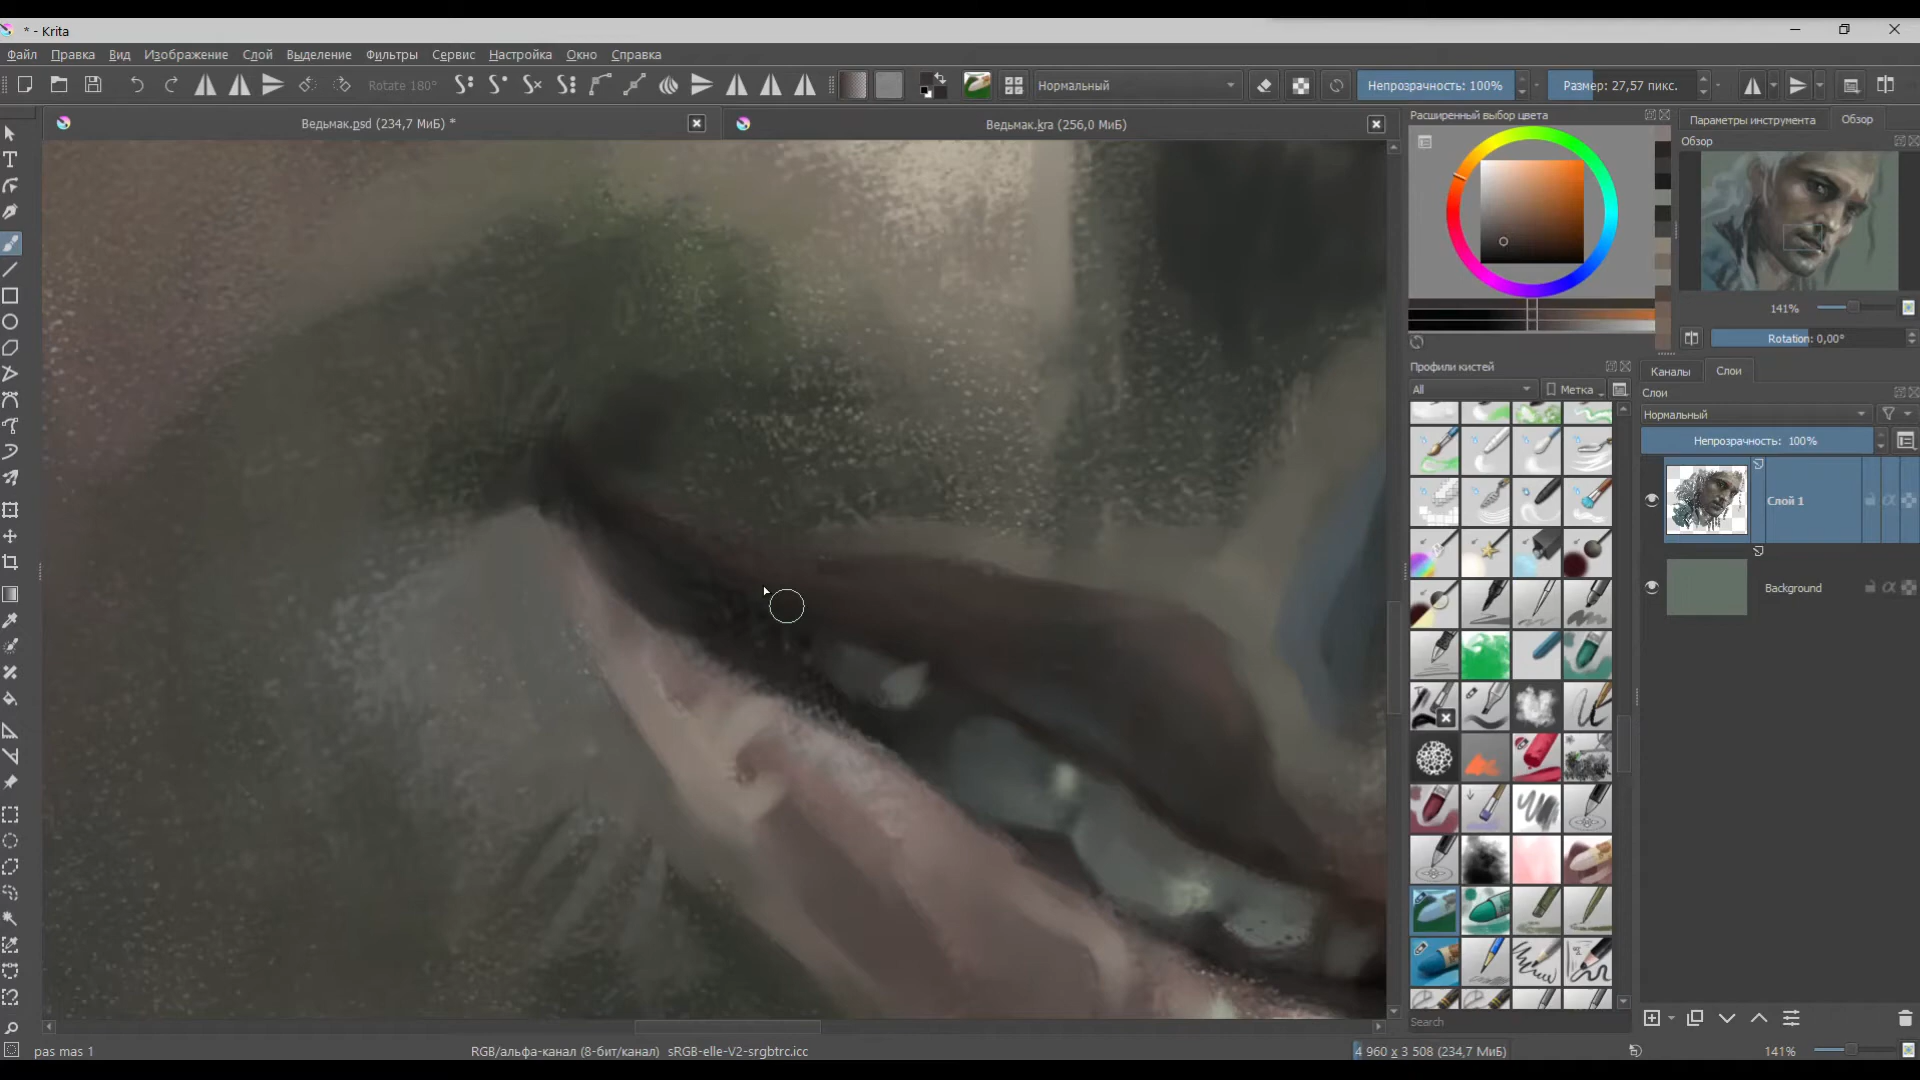 * - Krita
Файл Правка Вид Изображение Слой Выделение Фильтры Сервис Настройка Окно Справка
Rotate 180° Нормальный Непрозрачность: 100% Размер: 27,57 пикс.
Ведьмак.psd (234,7 МиБ) * Ведьмак.kra (256,0 МиБ)
Расширенный выбор цвета
Параметры инструмента Обзор
Обзор
141%
Rotation: 0,00°
Профили кистей
All Метка
Каналы Слои
Слои
Нормальный
Непрозрачность: 100%
Слой 1
Background
Search
pas mas 1 RGB/альфа-канал (8-бит/канал) sRGB-elle-V2-srgbtrc.icc 4 960 x 3 508 (234,7 МиБ) 141%